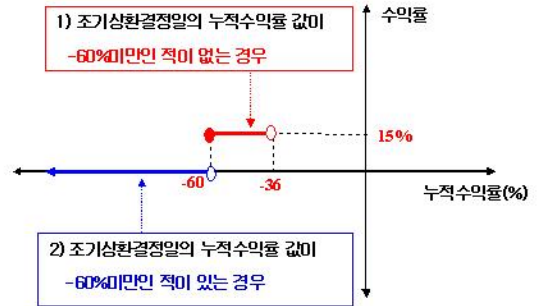 1) 조기상환결정일의 누적수익률 값이
-60%미만인 적이 없는 경우
수익률
15%
-60
-36
누적수익률(%)
2) 조기상환결정일의 누적수익률 값이
-60%미만인 적이 있는 경우